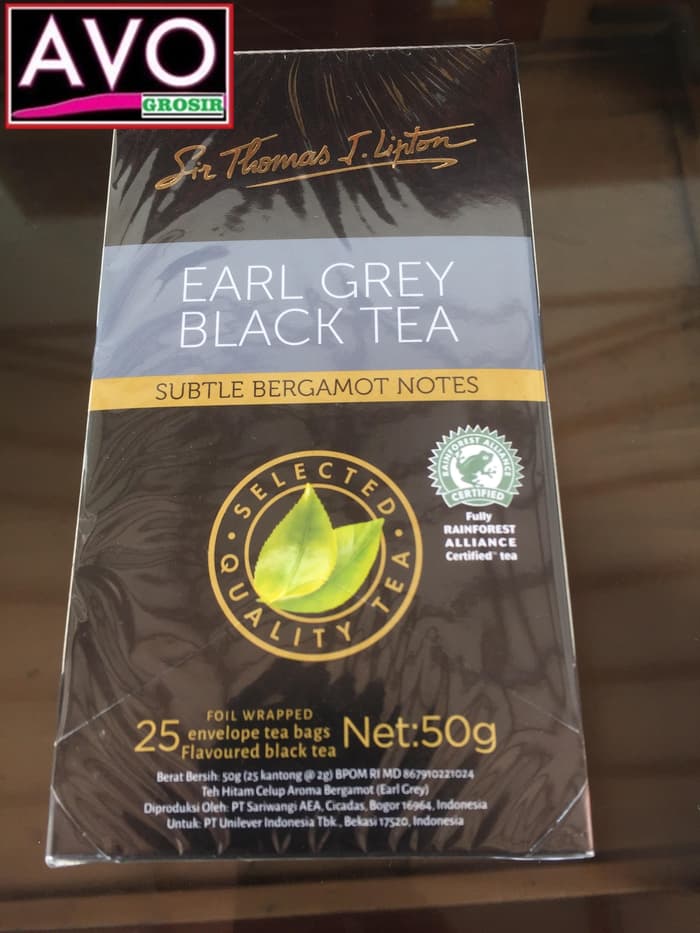 AVO
GROSIR
Sir Thomas J. Lipton
EARL GREY
BLACK TEA
SUBTLE BERGAMOT NOTES
RAINFOREST ALLIANCE
CERTIFIED
Fully
RAINFOREST
ALLIANCE
Certified™ tea
SELECTED
QUALITY TEA
FOIL WRAPPED
25 envelope tea bags
Flavoured black tea
Net:50g
Berat Bersih: 50g (25 kantong @ 2g) BPOM RI MD 867910221024
Teh Hitam Celup Aroma Bergamot (Earl Grey)
Diproduksi Oleh: PT Sariwangi AEA, Cicadas, Bogor 16964, Indonesia
Untuk: PT Unilever Indonesia Tbk., Bekasi 17520, Indonesia